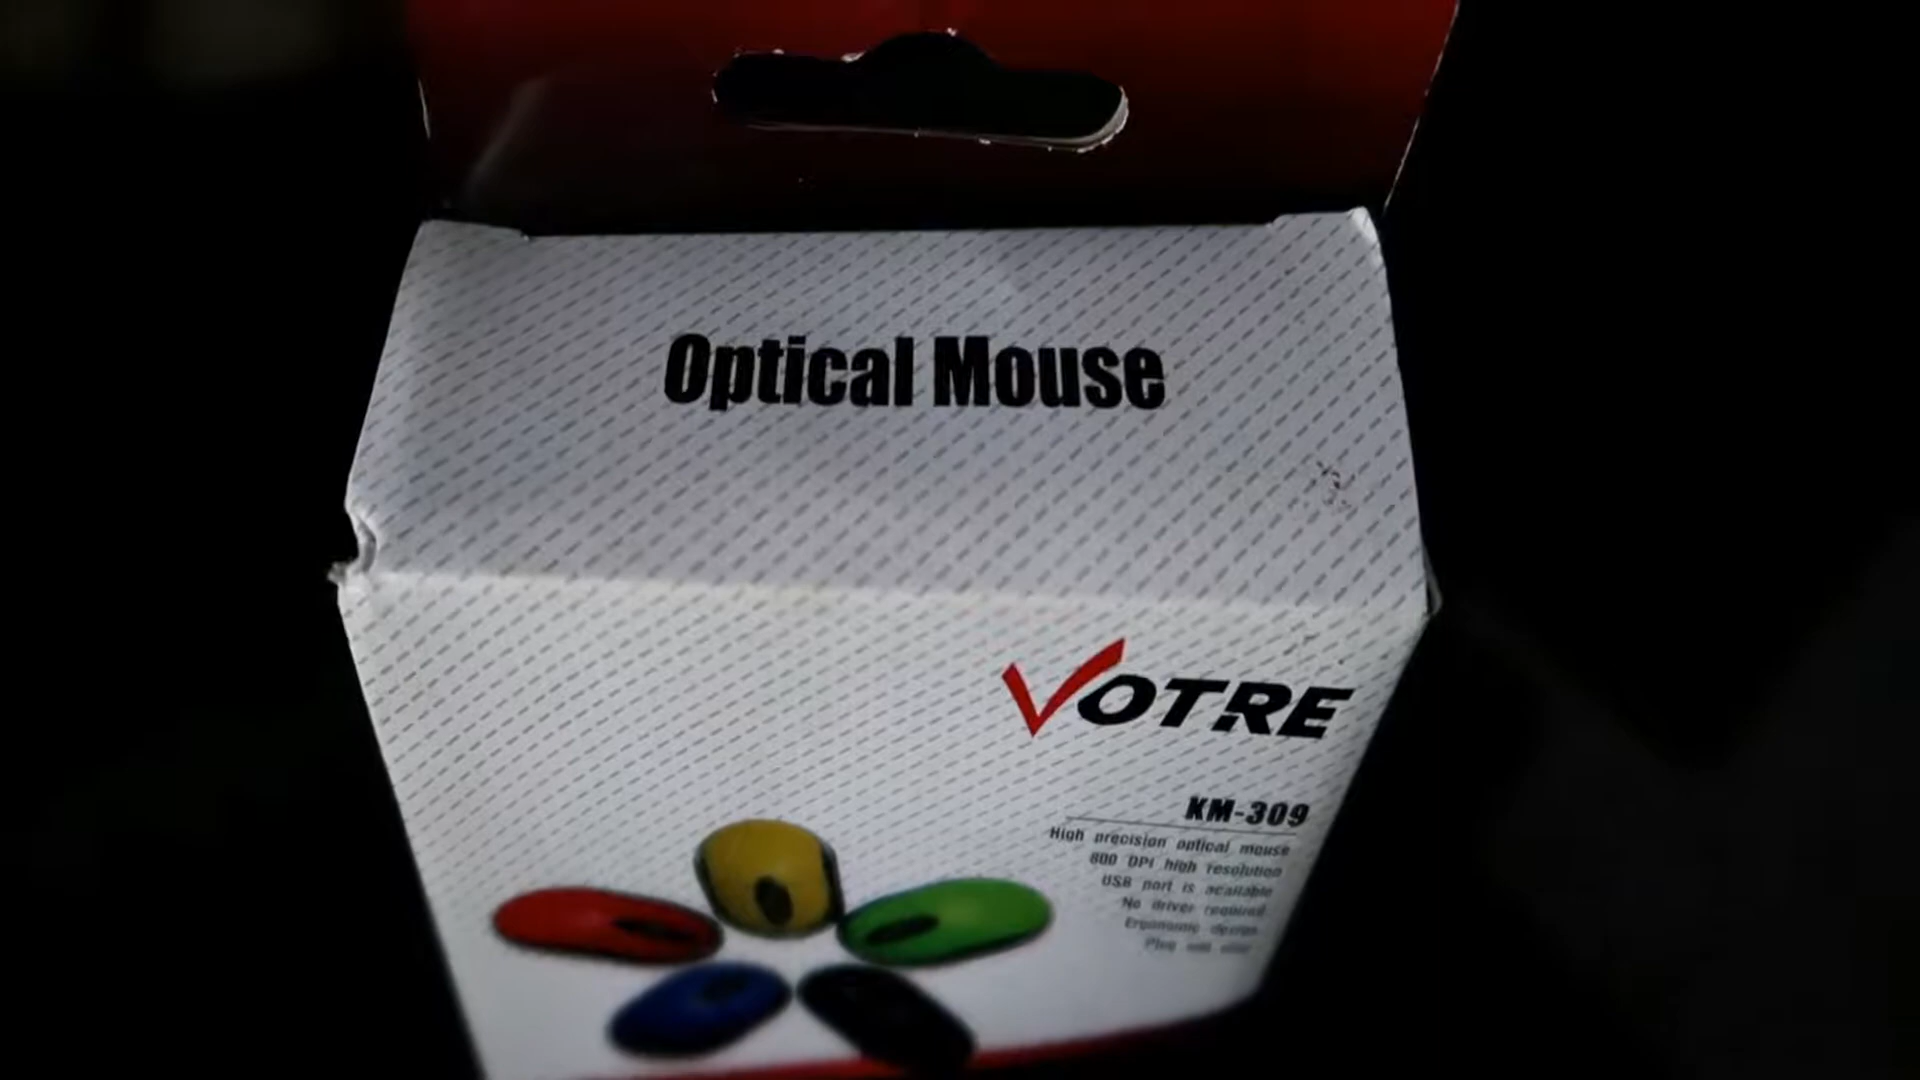 Optical Mouse
VOTRE
KM-309
High precision optical mouse
800 DPI high resolution
USB port is available
No driver required
Ergonomic design
Plug and